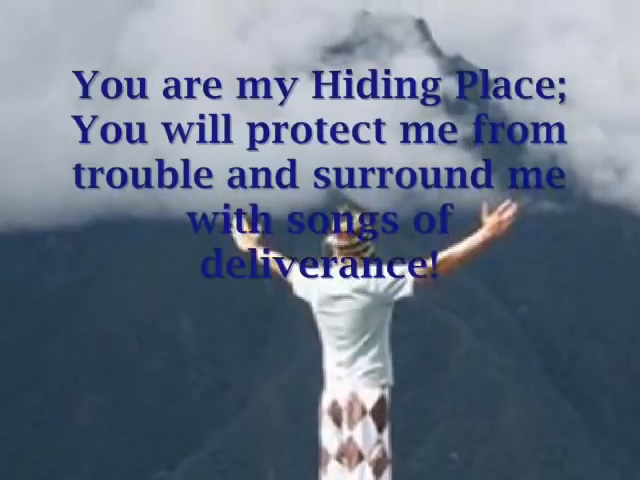 You are my Hiding Place;
You will protect me from
trouble and surround me
with songs of
deliverance!